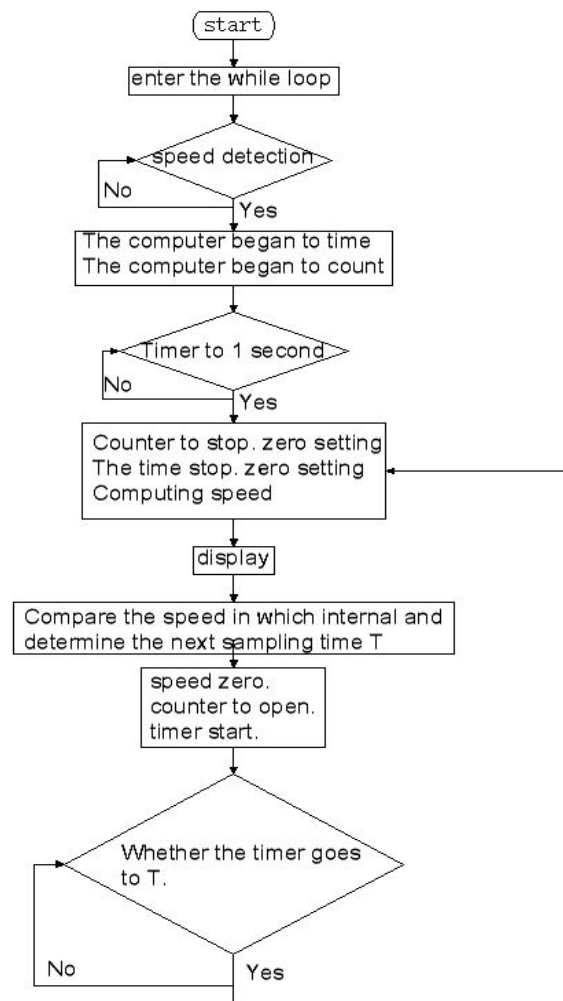 start
enter the while loop
speed detection
No
Yes
The computer began to time
The computer began to count
Timer to 1 second
No
Yes
Counter to stop. zero setting
The time stop. zero setting
Computing speed
display
Compare the speed in which internal and
determine the next sampling time T
speed zero.
counter to open.
timer start.
Whether the timer goes
to T.
No
Yes